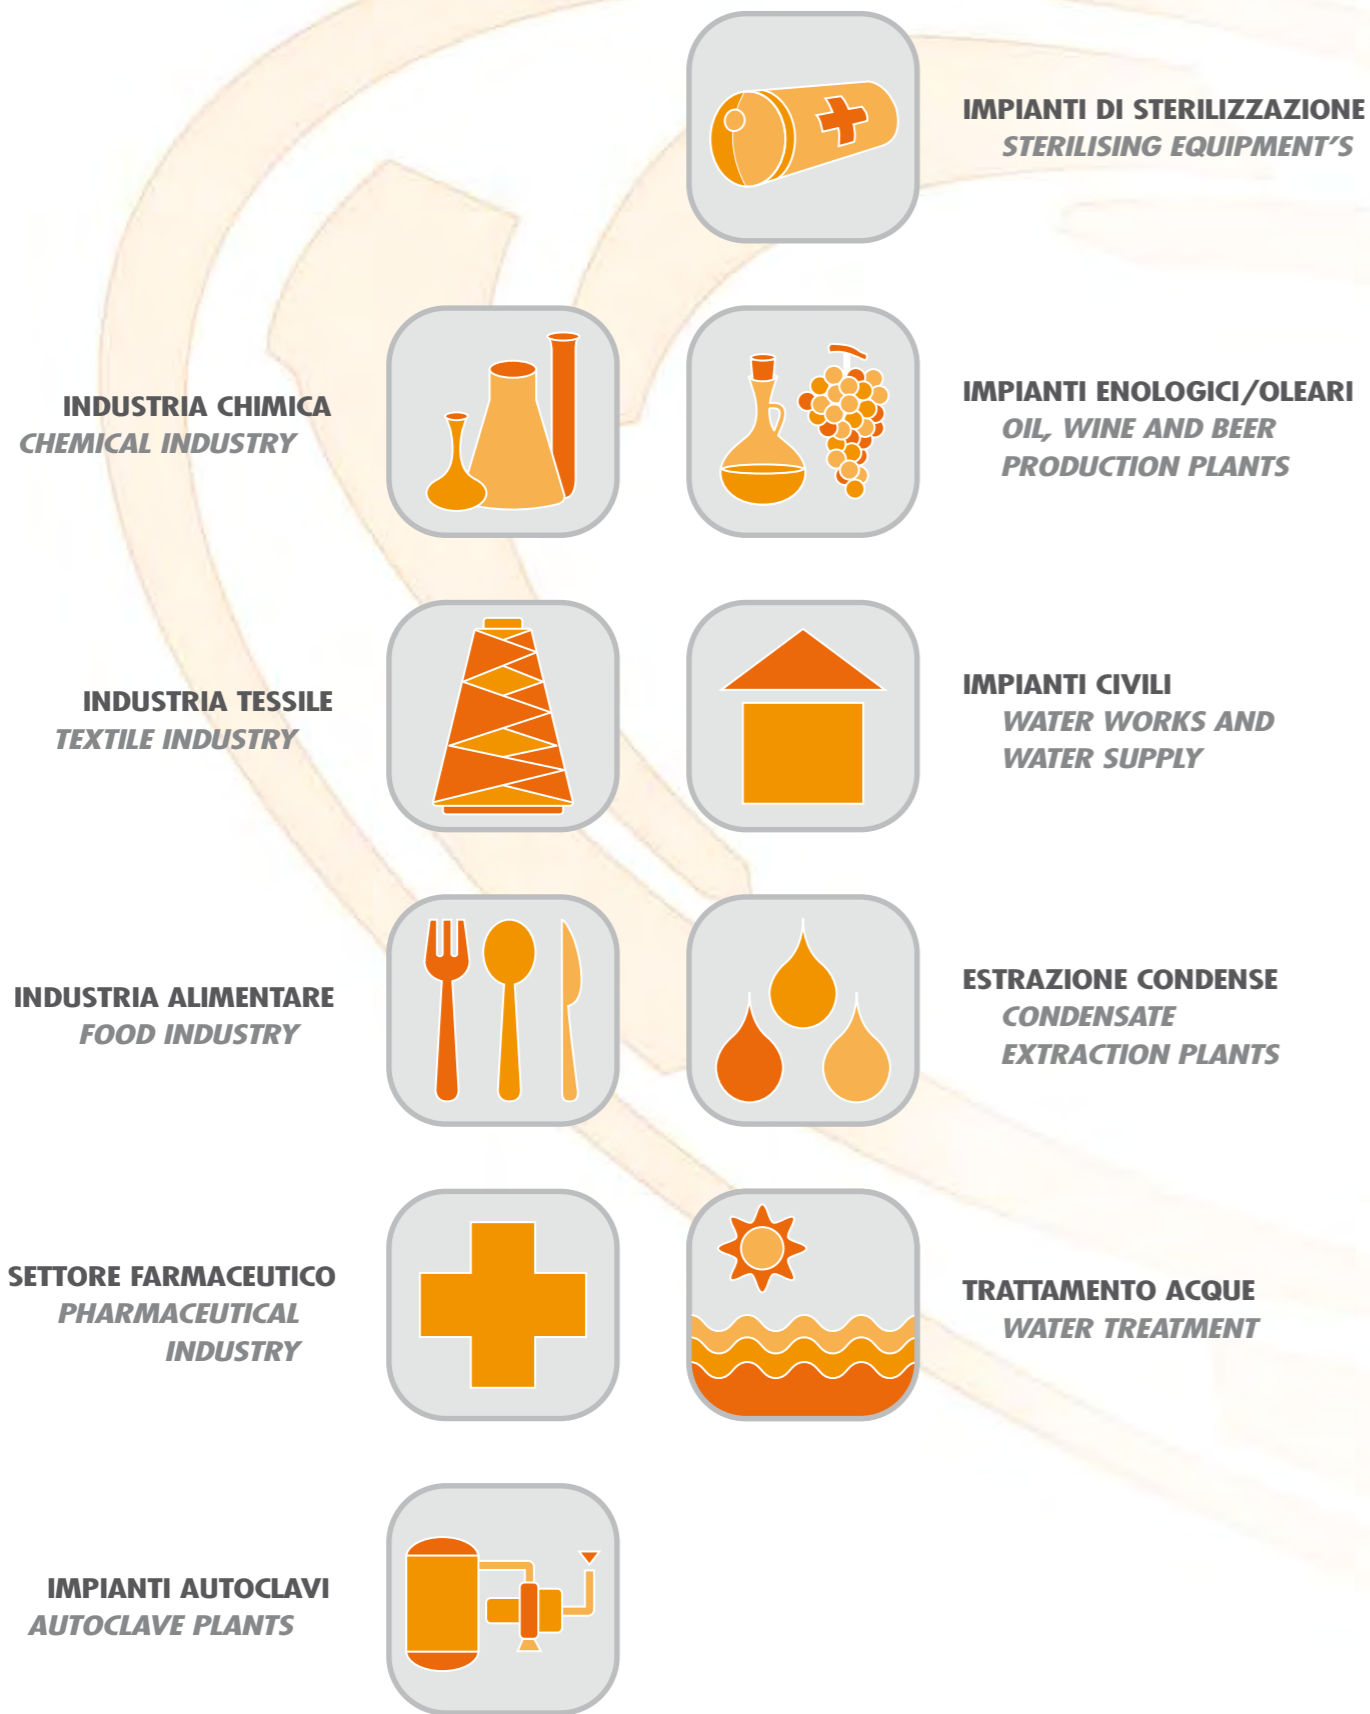 IMPIANTI DI STERILIZZAZIONE
STERILISING EQUIPMENT'S
INDUSTRIA CHIMICA
CHEMICAL INDUSTRY
IMPIANTI ENOLOGICI/OLEARI
OIL, WINE AND BEER
PRODUCTION PLANTS
INDUSTRIA TESSILE
TEXTILE INDUSTRY
IMPIANTI CIVILI
WATER WORKS AND
WATER SUPPLY
INDUSTRIA ALIMENTARE
FOOD INDUSTRY
ESTRAZIONE CONDENSE
CONDENSATE
EXTRACTION PLANTS
SETTORE FARMACEUTICO
PHARMACEUTICAL
INDUSTRY
TRATTAMENTO ACQUE
WATER TREATMENT
IMPIANTI AUTOCLAVI
AUTOCLAVE PLANTS